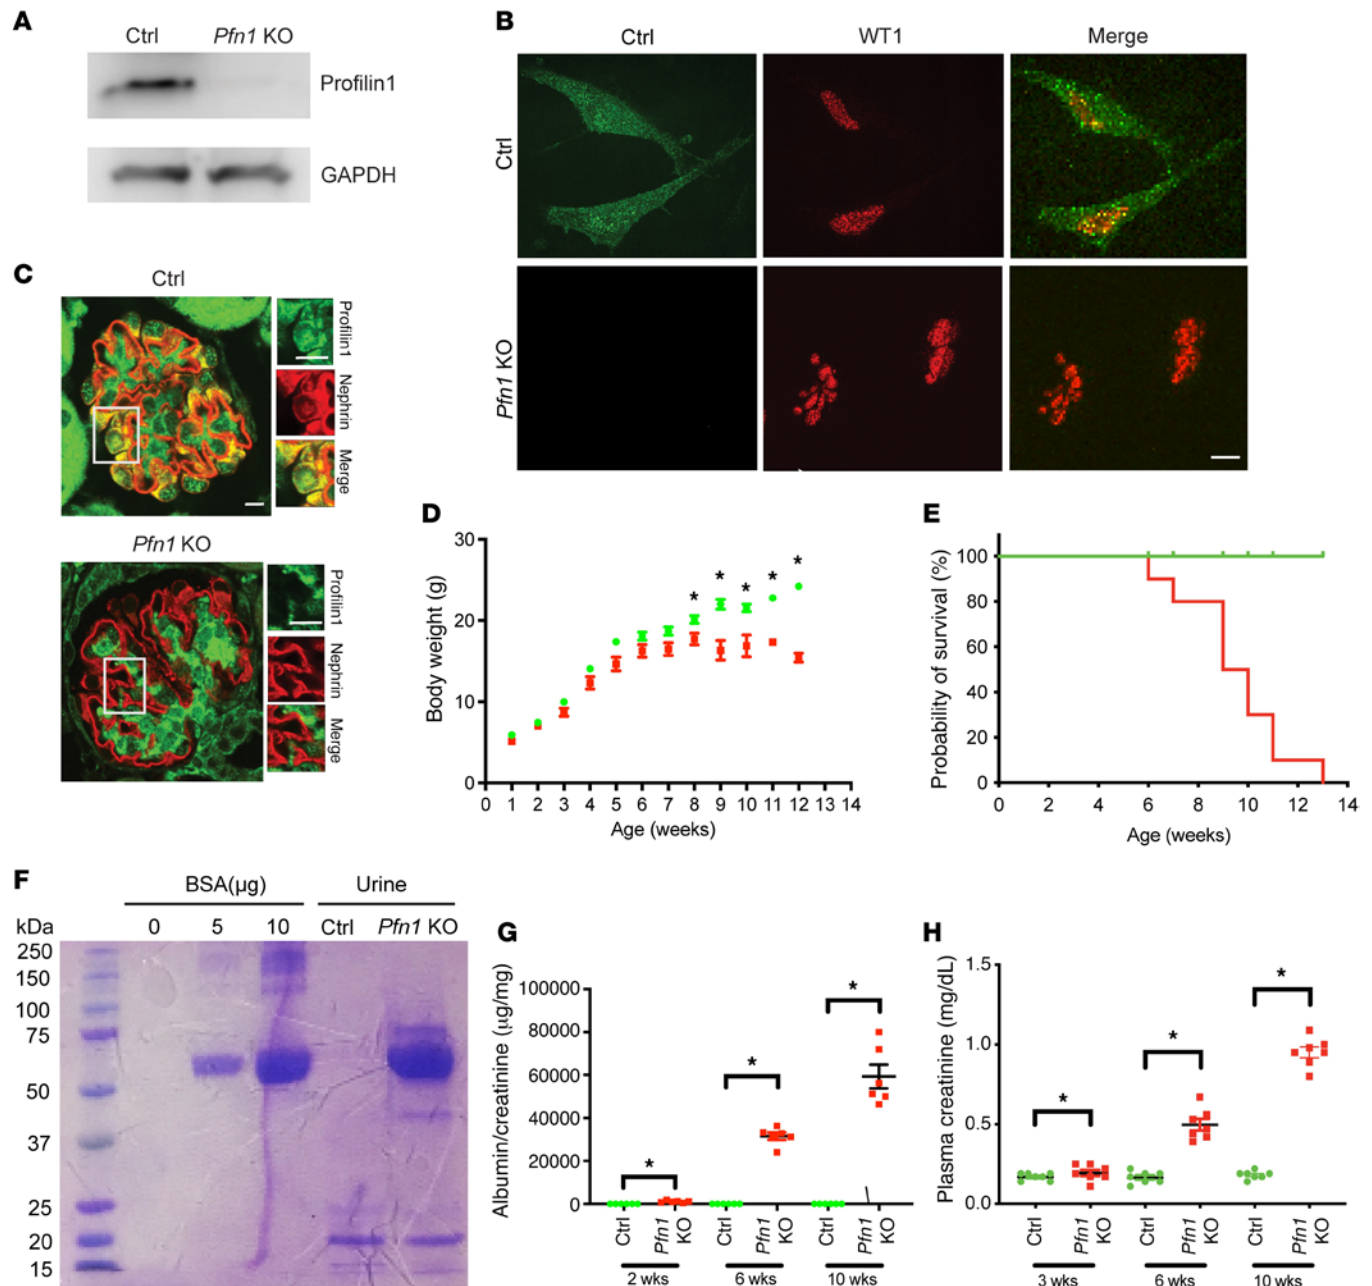 A
Ctrl
Pfn1 KO
Profilin1
GAPDH
B
Ctrl
WT1
Merge
Ctrl
Pfn1 KO
C
Ctrl
Profilin1
Nephrin
Merge
Pfn1 KO
Profilin1
Nephrin
Merge
D
Body weight (g)
30
20
10
0
* * * * *
0 1 2 3 4 5 6 7 8 9 10 11 12 13 14
Age (weeks)
E
Probability of survival (%)
100
80
60
40
20
0
0 2 4 6 8 10 12 14
Age (weeks)
F
BSA(µg)
Urine
kDa
0 5 10 Ctrl Pfn1 KO
250
150
100
75
50
37
25
20
15
G
Albumin/creatinine (µg/mg)
100000
80000
60000
40000
20000
0
* * *
Ctrl Pfn1 KO Ctrl Pfn1 KO Ctrl Pfn1 KO
2 wks 6 wks 10 wks
H
Plasma creatinine (mg/dL)
1.5
1.0
0.5
0.0
* * *
Ctrl Pfn1 KO Ctrl Pfn1 KO Ctrl Pfn1 KO
3 wks 6 wks 10 wks